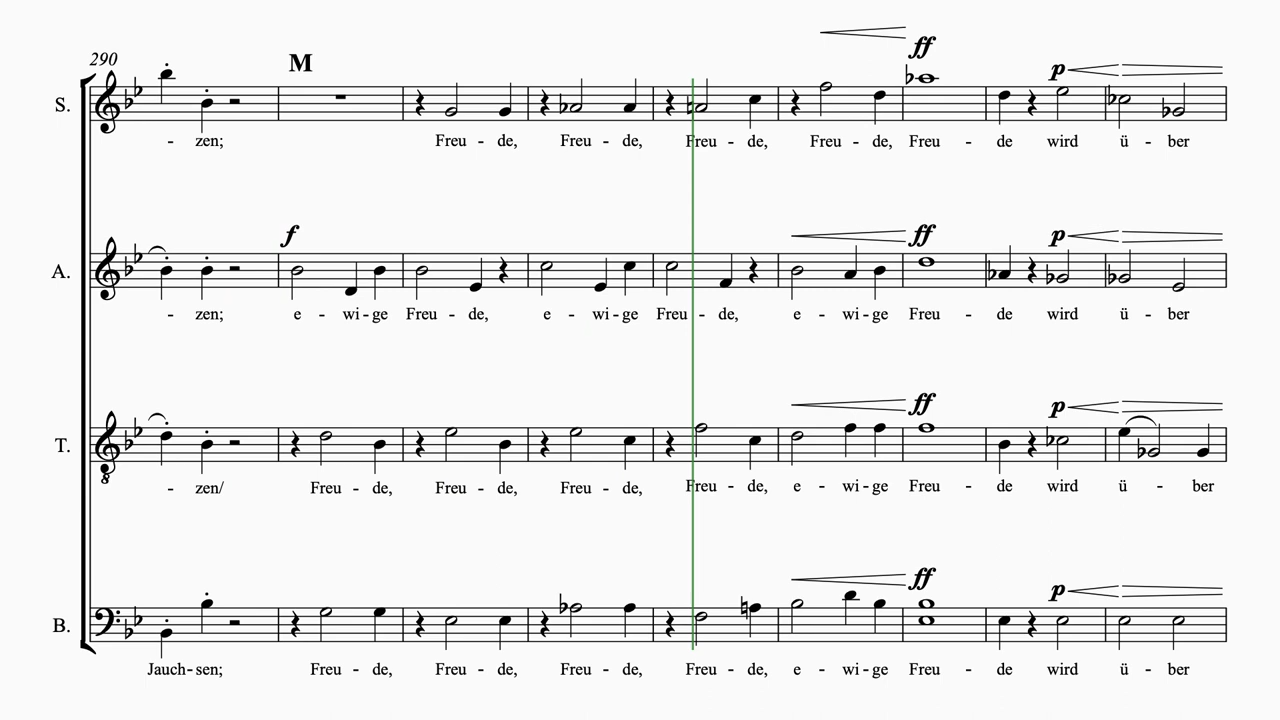 290
M
ff
p
S.
- zen; Freu - de, Freu - de, Freu - de, Freu - de, Freu - de wird ü - ber
f
ff
p
A.
- zen; e - wi - ge Freu - de, e - wi - ge Freu - de, e - wi - ge Freu - de wird ü - ber
ff
p
T.
8
- zen/ Freu - de, Freu - de, Freu - de, Freu - de, e - wi - ge Freu - de wird ü - ber
ff
p
B.
Jauch - sen; Freu - de, Freu - de, Freu - de, Freu - de, e - wi - ge Freu - de wird ü - ber